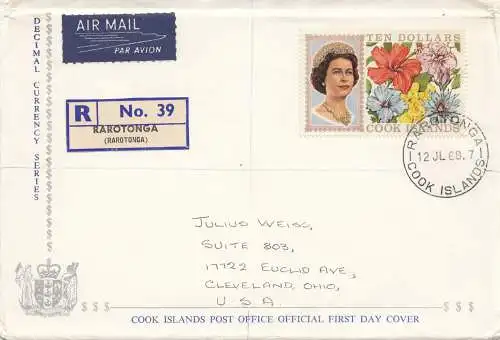 AIR MAIL
PAR AVION
DECIMAL CURRENCY SERIES
R No. 39
RAROTONGA
(RAROTONGA)
TEN DOLLARS
COOK ISLANDS
RAROTONGA
12 JL 68. 7
COOK ISLANDS
JULIUS WEISS,
SUITE 803,
17722 EUCLID AVE,
CLEVELAND, OHIO,
U.S.A.
$ $ $ COOK ISLANDS POST OFFICE OFFICIAL FIRST DAY COVER $ $ $